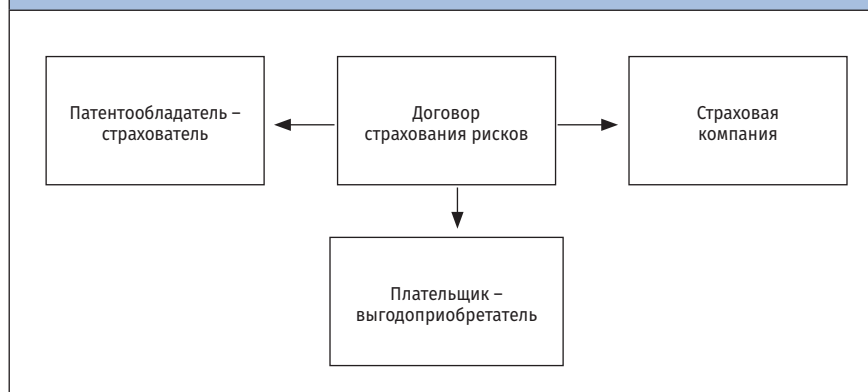 Патентообладатель –
страхователь
Договор
страхования рисков
Страховая
компания
Плательщик –
выгодоприобретатель